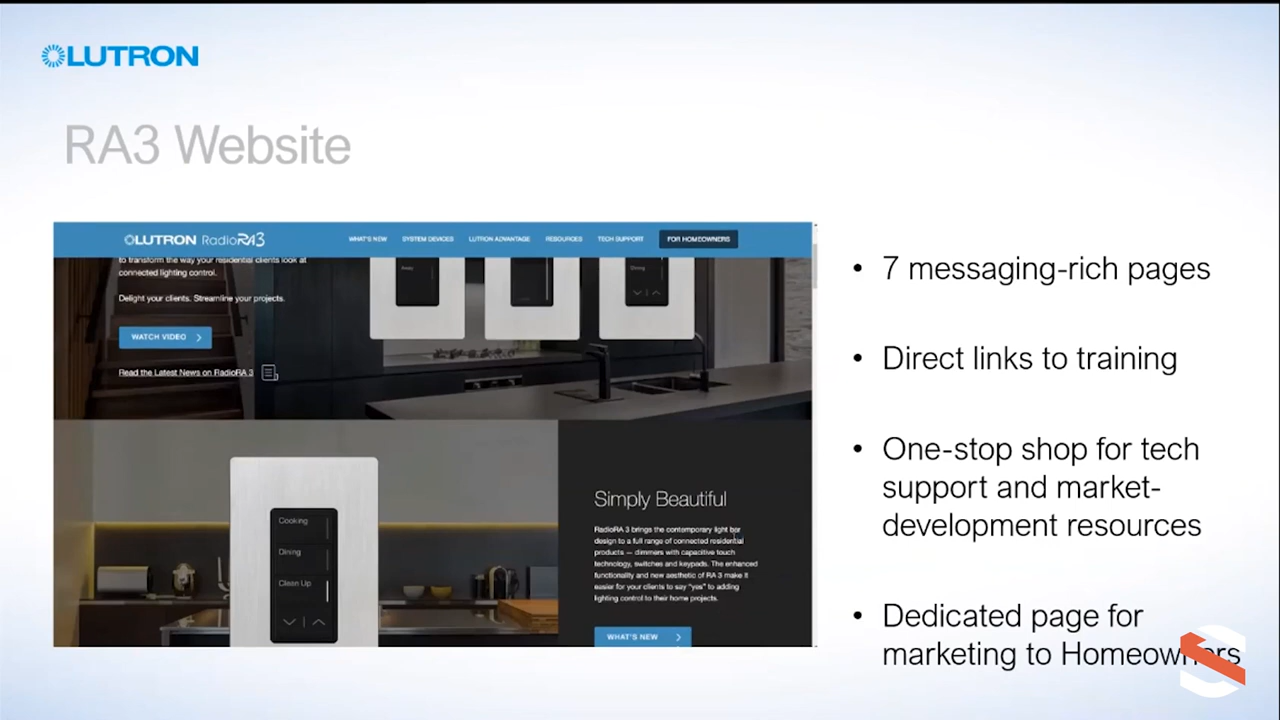 LUTRON
RA3 Website
LUTRON RadioRA3
WHAT'S NEW
SYSTEM DEVICES
LUTRON ADVANTAGE
RESOURCES
TECH SUPPORT
FOR HOMEOWNERS
to transform the way your residential clients look at
connected lighting control.
Delight your clients. Streamline your projects.
WATCH VIDEO
Read the Latest News on RadioRA 3
Away
Dining
Cooking
Dining
Clean Up
Simply Beautiful
RadioRA 3 brings the contemporary light bar
design to a full range of connected residential
products — dimmers with capacitive touch
technology, switches and keypads. The enhanced
functionality and new aesthetic of RA 3 make it
easier for your clients to say "yes" to adding
lighting control to their home projects.
WHAT'S NEW
• 7 messaging-rich pages
• Direct links to training
• One-stop shop for tech
support and market-
development resources
• Dedicated page for
marketing to Homeowners